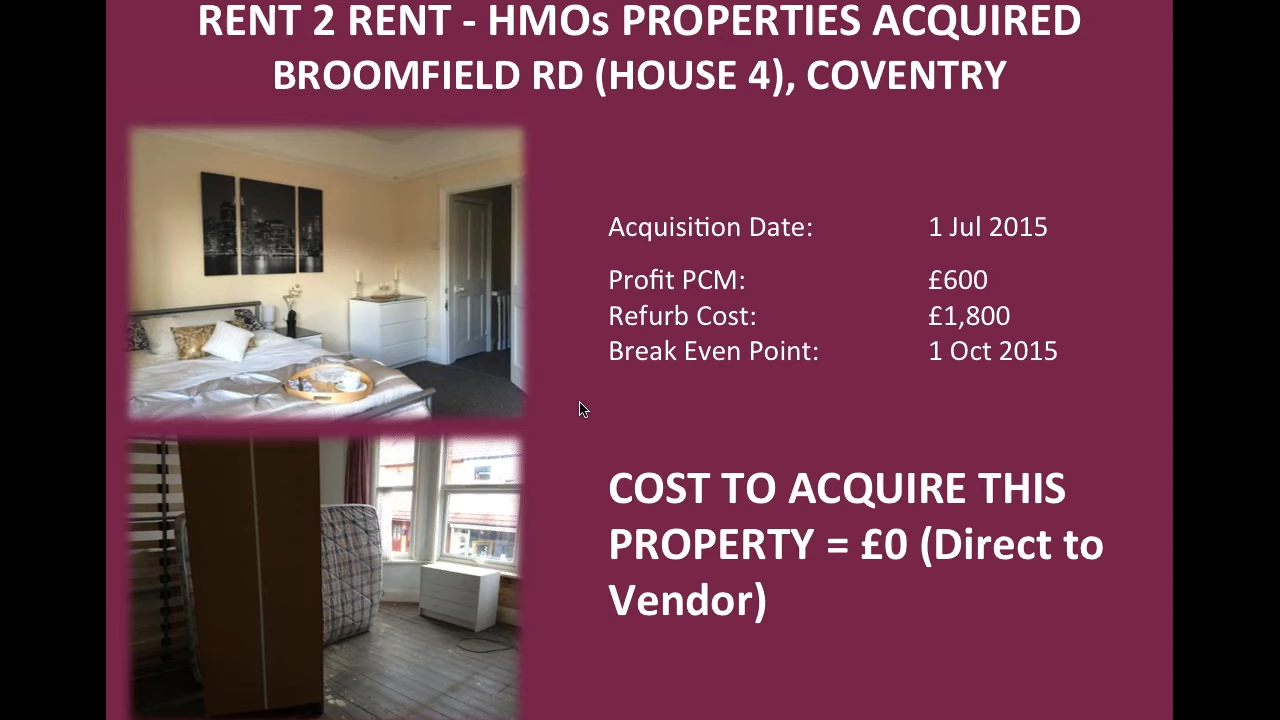 RENT 2 RENT - HMOs PROPERTIES ACQUIRED
BROOMFIELD RD (HOUSE 4), COVENTRY
Acquisition Date: 1 Jul 2015
Profit PCM: £600
Refurb Cost: £1,800
Break Even Point: 1 Oct 2015
COST TO ACQUIRE THIS
PROPERTY = £0 (Direct to
Vendor)